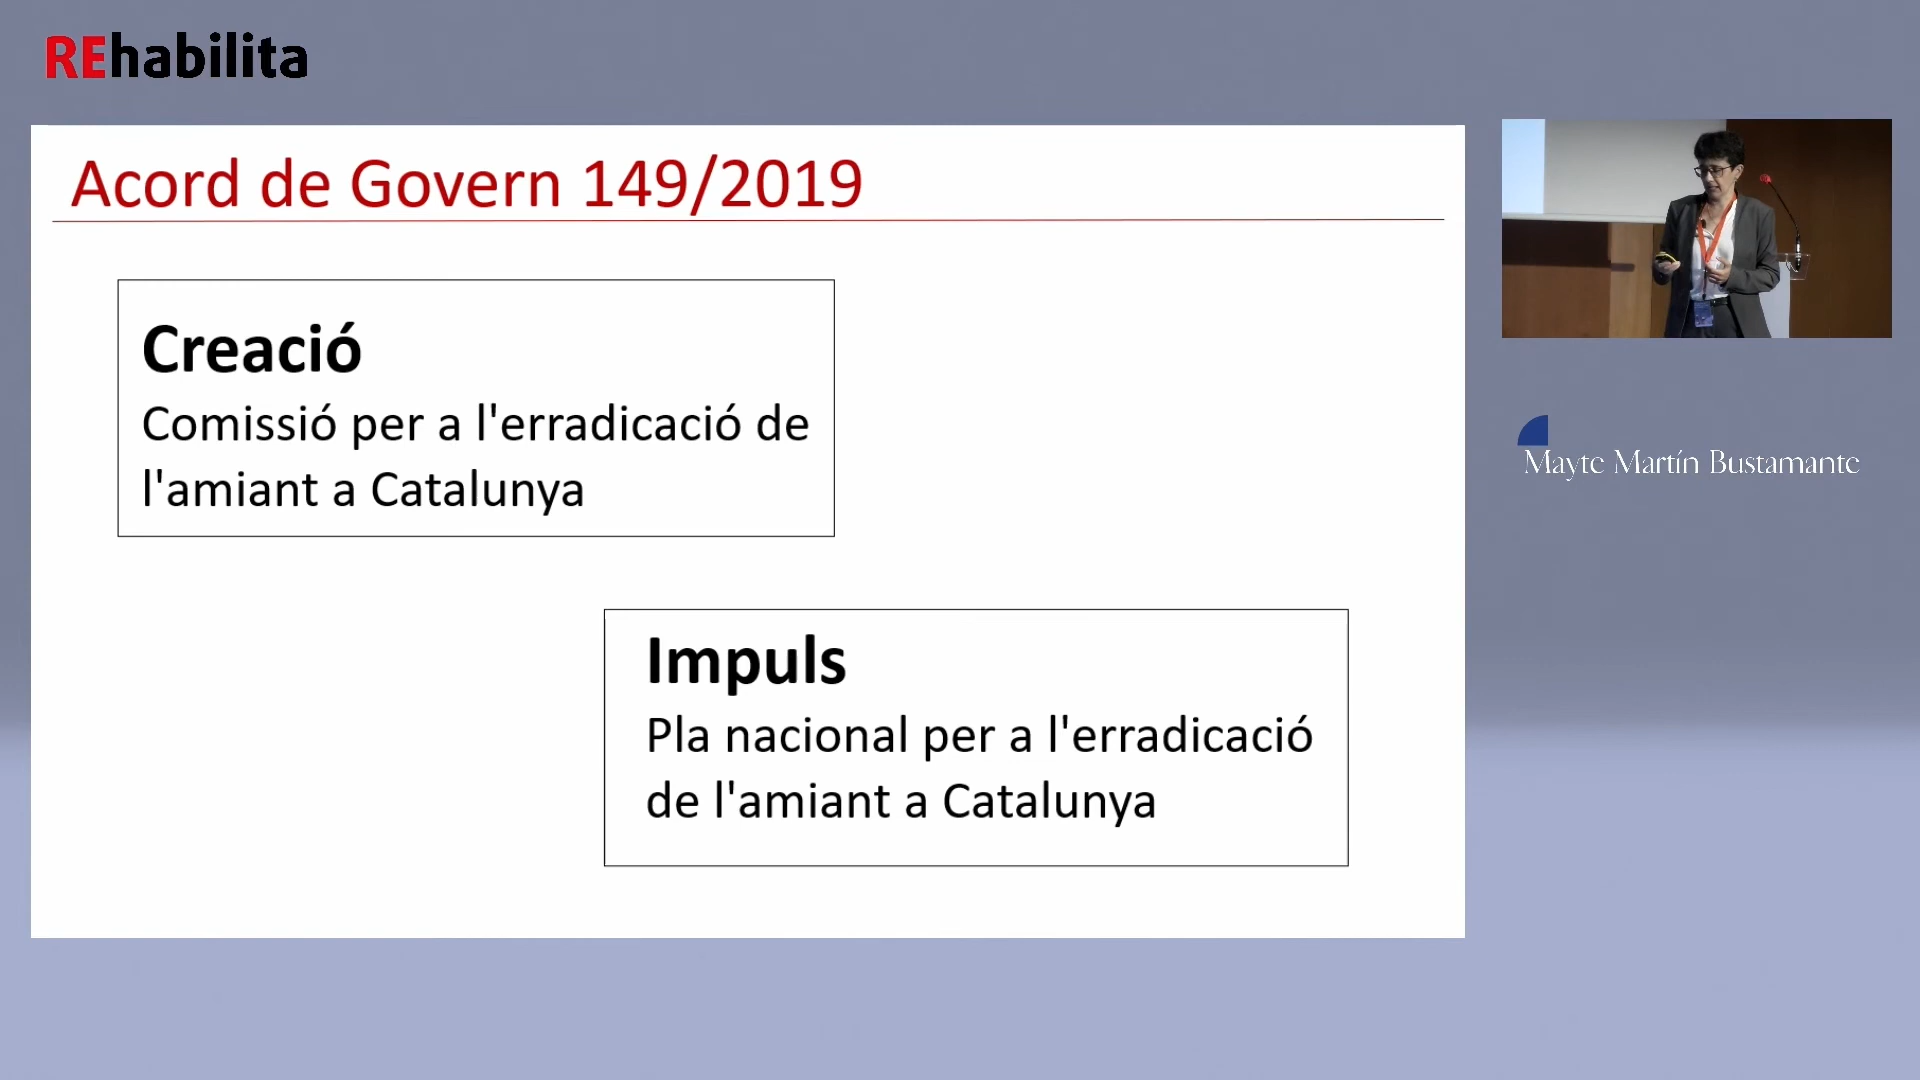 REhabilita
Acord de Govern 149/2019
Creació
Comissió per a l'erradicació de
l'amiant a Catalunya
Impuls
Pla nacional per a l'erradicació
de l'amiant a Catalunya
Mayte Martín Bustamante